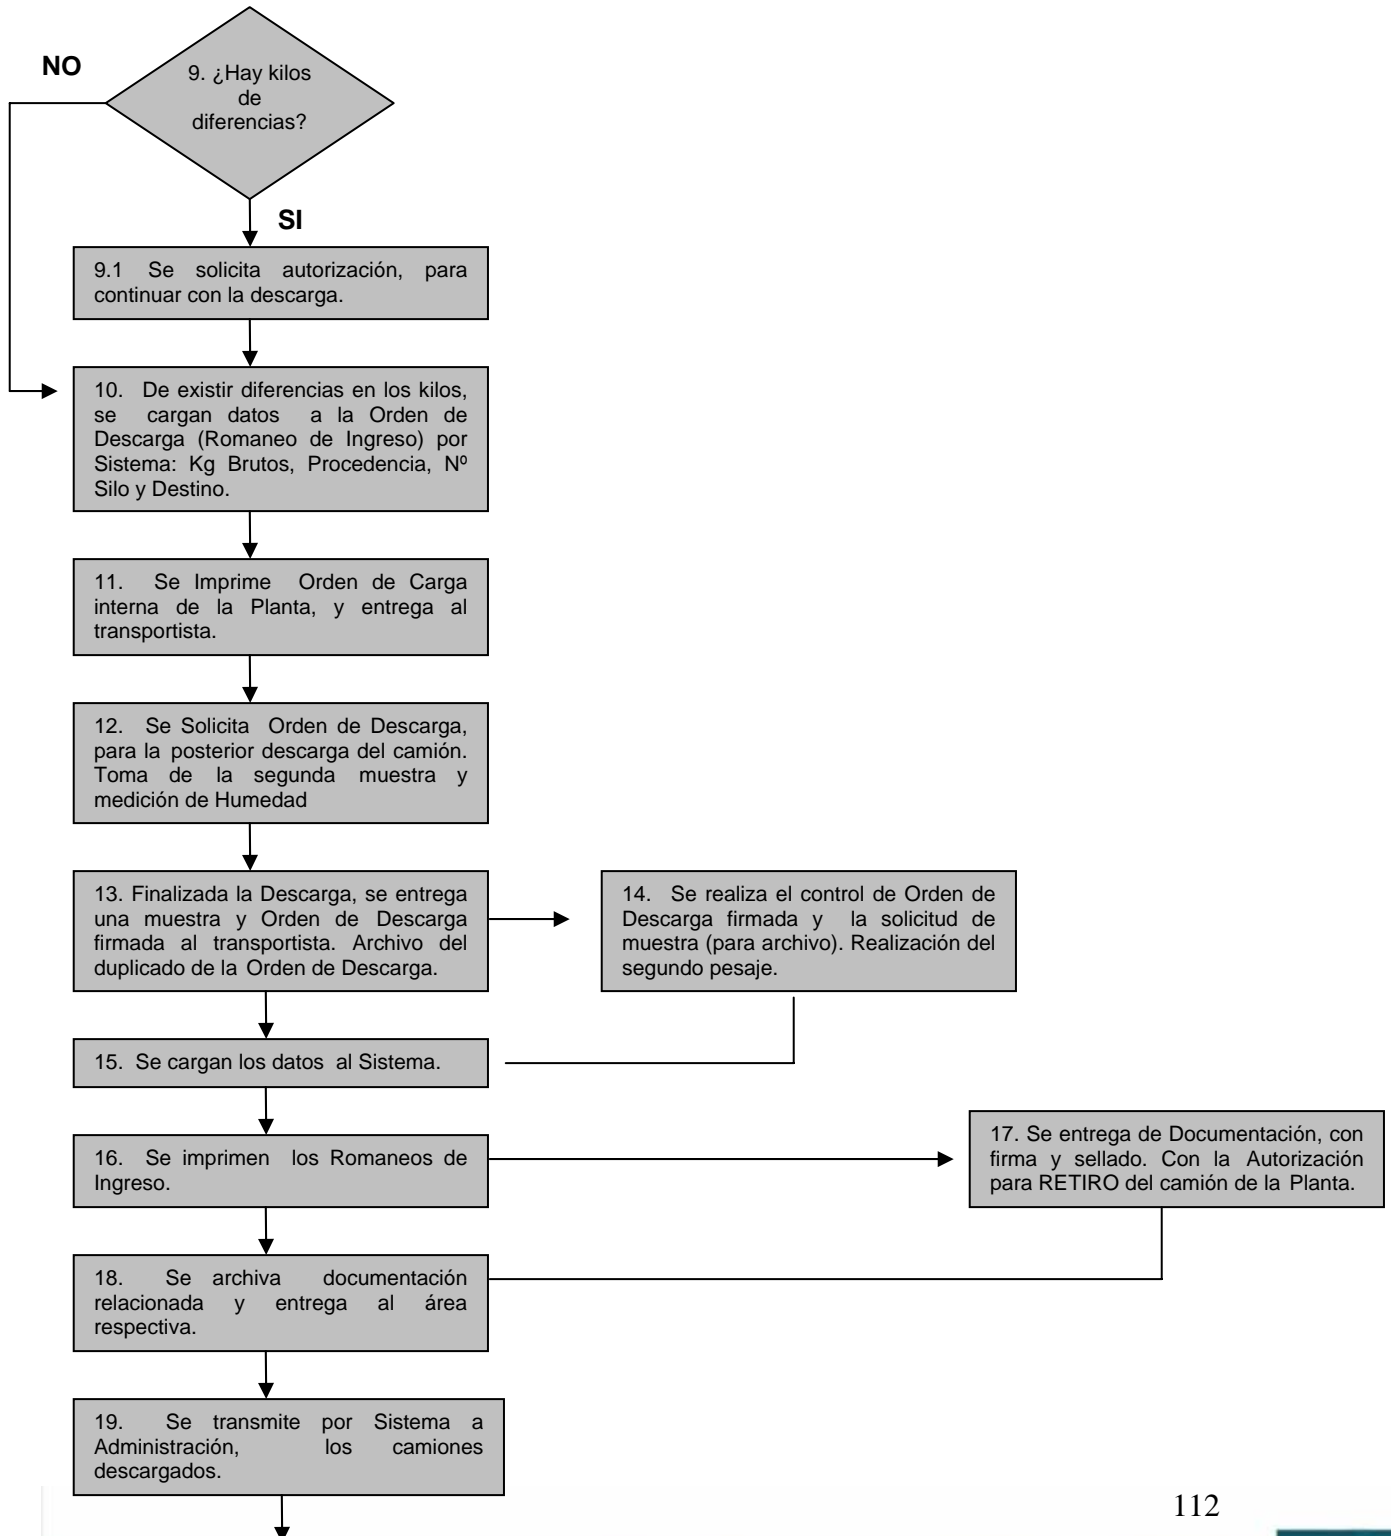 NO
9. ¿Hay kilos
de
diferencias?
SI
9.1 Se solicita autorización, para
continuar con la descarga.
10. De existir diferencias en los kilos,
se cargan datos a la Orden de
Descarga (Romaneo de Ingreso) por
Sistema: Kg Brutos, Procedencia, Nº
Silo y Destino.
11. Se Imprime Orden de Carga
interna de la Planta, y entrega al
transportista.
12. Se Solicita Orden de Descarga,
para la posterior descarga del camión.
Toma de la segunda muestra y
medición de Humedad
13. Finalizada la Descarga, se entrega
una muestra y Orden de Descarga
firmada al transportista. Archivo del
duplicado de la Orden de Descarga.
14. Se realiza el control de Orden de
Descarga firmada y la solicitud de
muestra (para archivo). Realización del
segundo pesaje.
15. Se cargan los datos al Sistema.
16. Se imprimen los Romaneos de
Ingreso.
17. Se entrega de Documentación, con
firma y sellado. Con la Autorización
para RETIRO del camión de la Planta.
18. Se archiva documentación
relacionada y entrega al área
respectiva.
19. Se transmite por Sistema a
Administración, los camiones
descargados.
112